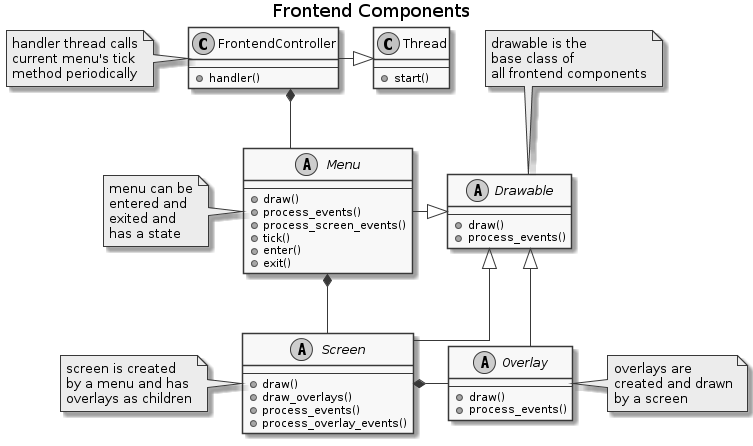 Frontend Components
handler thread calls
current menu's tick
method periodically
C FrontendController
handler()
C Thread
start()
drawable is the
base class of
all frontend components
menu can be
entered and
exited and
has a state
A Menu
draw()
process_events()
process_screen_events()
tick()
enter()
exit()
A Drawable
draw()
process_events()
screen is created
by a menu and has
overlays as children
A Screen
draw()
draw_overlays()
process_events()
process_overlay_events()
A Overlay
draw()
process_events()
overlays are
created and drawn
by a screen